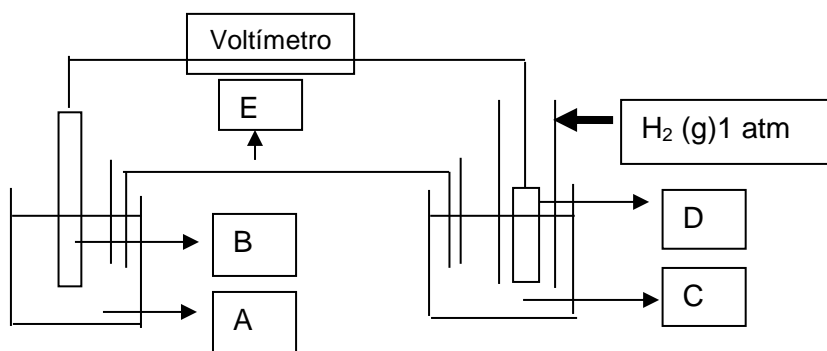 Voltímetro
E
H₂ (g)1 atm
D
B
C
A